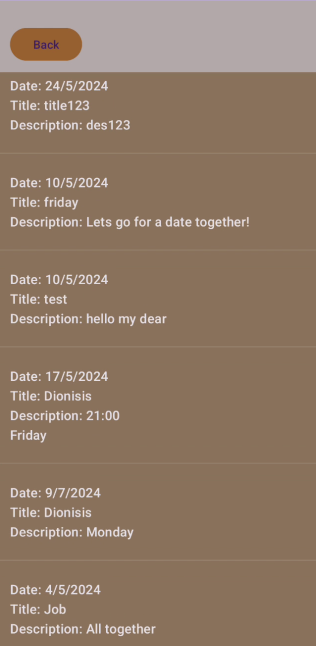 Back
Date: 24/5/2024
Title: title123
Description: des123
Date: 10/5/2024
Title: friday
Description: Lets go for a date together!
Date: 10/5/2024
Title: test
Description: hello my dear
Date: 17/5/2024
Title: Dionisis
Description: 21:00
Friday
Date: 9/7/2024
Title: Dionisis
Description: Monday
Date: 4/5/2024
Title: Job
Description: All together